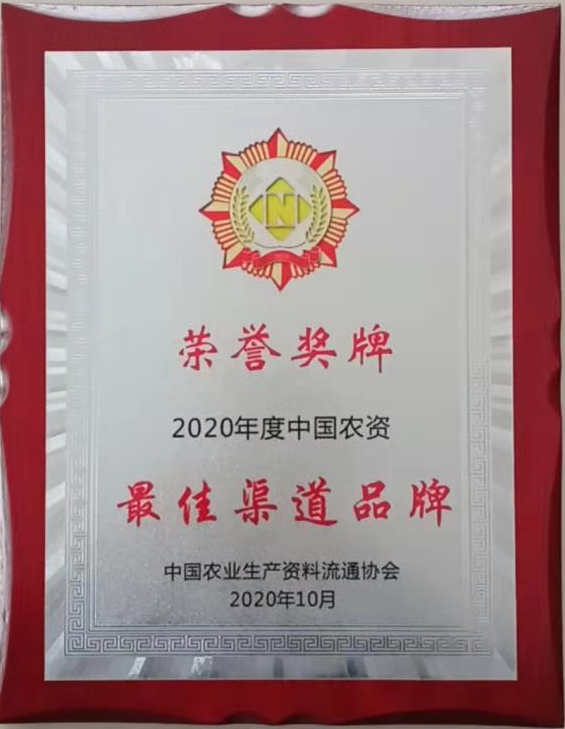 N
荣誉奖牌
2020年度中国农资
最佳渠道品牌
中国农业生产资料流通协会
2020年10月